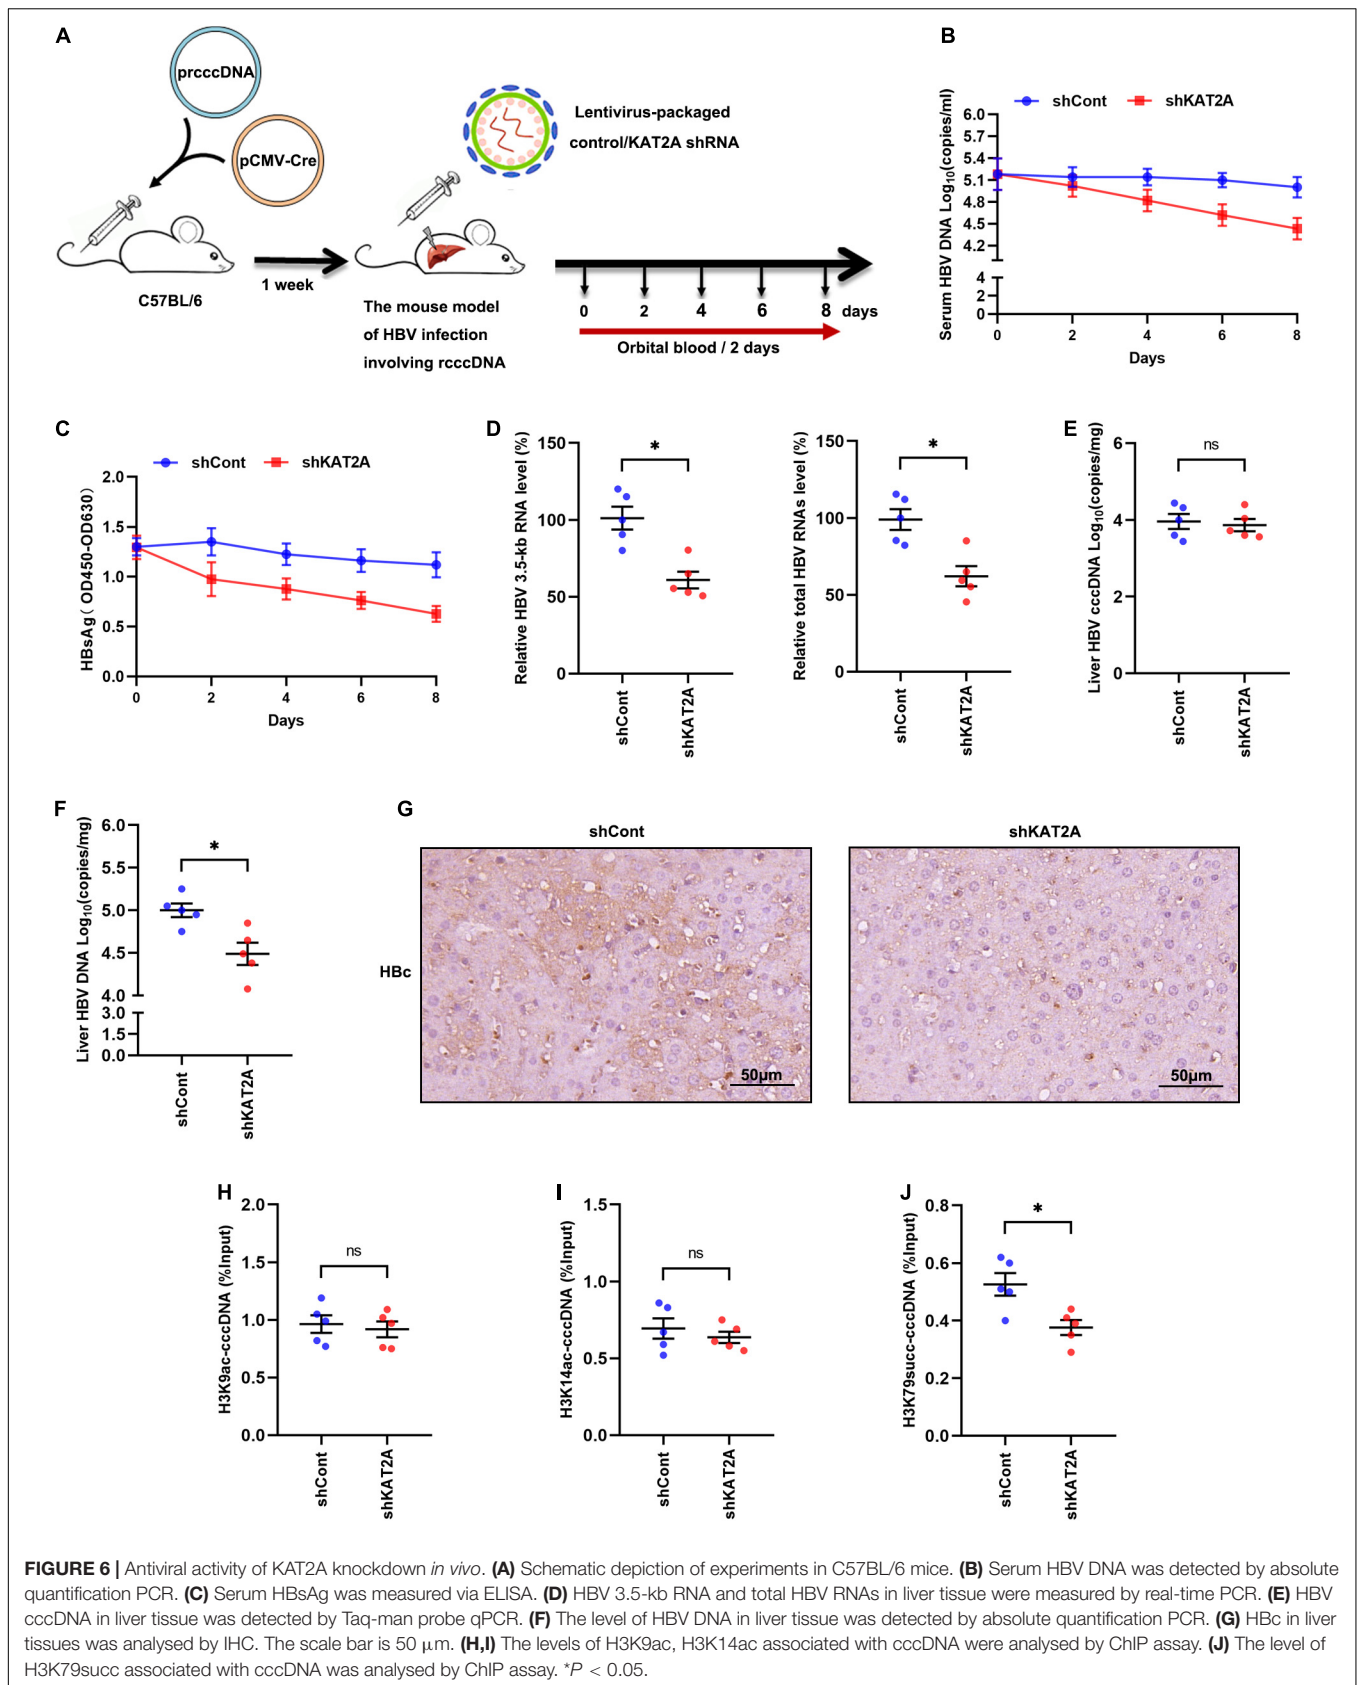 A
prcccDNA
pCMV-Cre
C57BL/6
1 week
Lentivirus-packaged
control/KAT2A shRNA
The mouse model
of HBV infection
involving rcccDNA
0 2 4 6 8 days
Orbital blood / 2 days
B
shCont shKAT2A
Serum HBV DNA Log10(copies/ml)
6.0
5.7
5.4
5.1
4.8
4.5
4.2
4
2
0
0 2 4 6 8
Days
C
shCont shKAT2A
HBsAg（OD450-OD630）
2.0
1.5
1.0
0.5
0.0
0 2 4 6 8
Days
D
Relative HBV 3.5-kb RNA level (%)
150
100
50
0
*
shCont
shKAT2A
Relative total HBV RNAs level (%)
150
100
50
0
*
shCont
shKAT2A
E
Liver HBV cccDNA Log10(copies/mg)
6
4
2
0
ns
shCont
shKAT2A
F
Liver HBV DNA Log10(copies/mg)
6.0
5.5
5.0
4.5
4.0
3.0
1.5
0.0
*
shCont
shKAT2A
G
shCont
shKAT2A
HBc
50μm
50μm
H
H3K9ac-cccDNA (%Input)
2.0
1.5
1.0
0.5
0.0
ns
shCont
shKAT2A
I
H3K14ac-cccDNA (%Input)
1.5
1.0
0.5
0.0
ns
shCont
shKAT2A
J
H3K79succ-cccDNA (%Input)
0.8
0.6
0.4
0.2
0.0
*
shCont
shKAT2A
FIGURE 6 | Antiviral activity of KAT2A knockdown in vivo. (A) Schematic depiction of experiments in C57BL/6 mice. (B) Serum HBV DNA was detected by absolute
quantification PCR. (C) Serum HBsAg was measured via ELISA. (D) HBV 3.5-kb RNA and total HBV RNAs in liver tissue were measured by real-time PCR. (E) HBV
cccDNA in liver tissue was detected by Taq-man probe qPCR. (F) The level of HBV DNA in liver tissue was detected by absolute quantification PCR. (G) HBc in liver
tissues was analysed by IHC. The scale bar is 50 μm. (H,I) The levels of H3K9ac, H3K14ac associated with cccDNA were analysed by ChIP assay. (J) The level of
H3K79succ associated with cccDNA was analysed by ChIP assay. *P < 0.05.